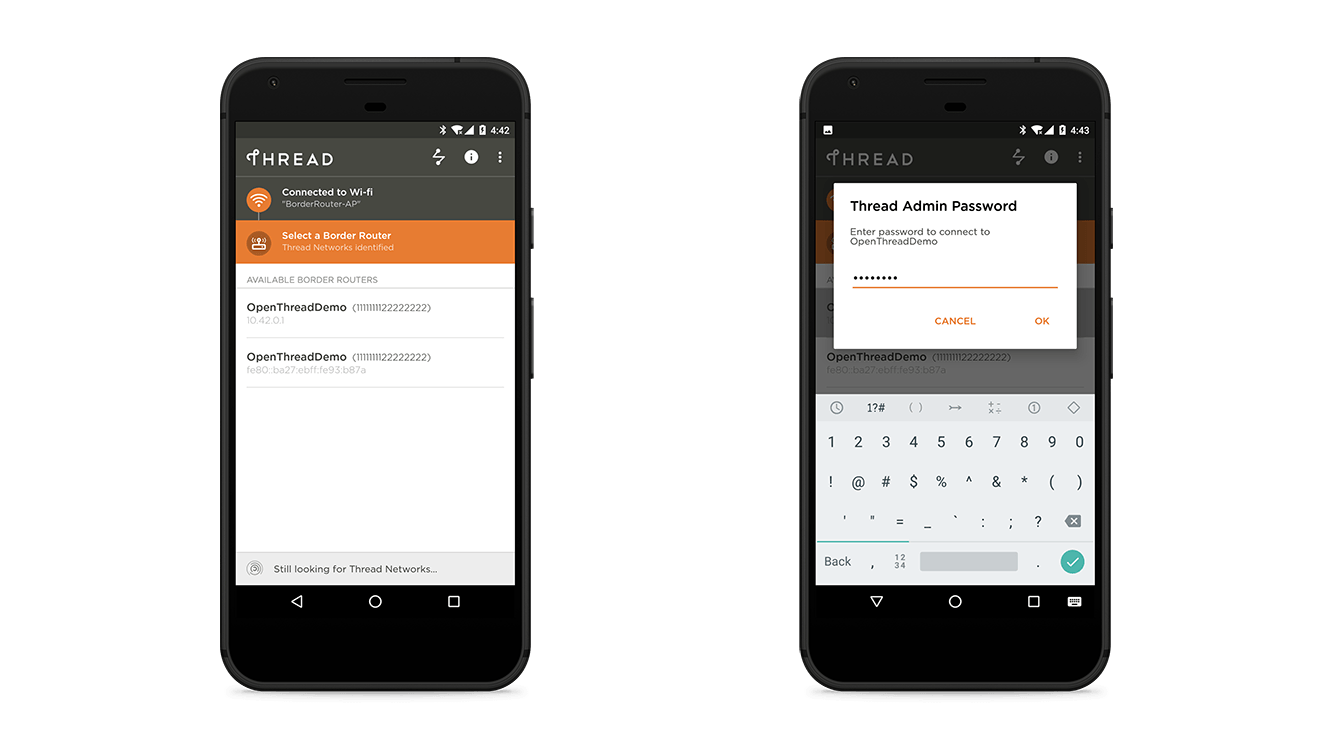 4:42
THREAD
Connected to Wi-fi
"BorderRouter-AP"
Select a Border Router
Thread Networks identified
AVAILABLE BORDER ROUTERS
OpenThreadDemo (1111111122222222)
10.42.0.1
OpenThreadDemo (1111111122222222)
fe80::ba27:ebff:fe93:b87a
Still looking for Thread Networks...
4:43
THREAD
Thread Admin Password
Enter password to connect to
OpenThreadDemo
••••••••
CANCEL OK
OpenThreadDemo (1111111122222222)
fe80::ba27:ebff:fe93:b87a
1?# ( ) + - × ÷ 1
1 2 3 4 5 6 7 8 9 0
! @ # $ % ^ & * ( )
' " = _ ` : ; ?
Back , 12 34 .